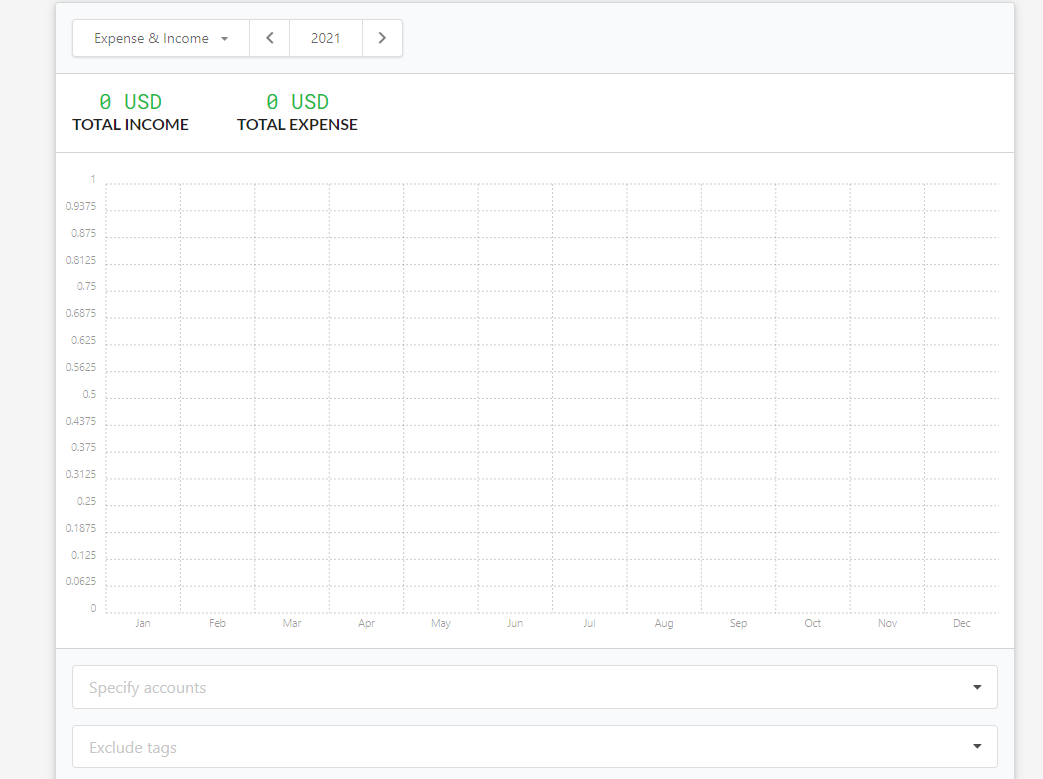 Expense & Income
2021
0 USD
TOTAL INCOME
0 USD
TOTAL EXPENSE
1
0.9375
0.875
0.8125
0.75
0.6875
0.625
0.5625
0.5
0.4375
0.375
0.3125
0.25
0.1875
0.125
0.0625
0
Jan Feb Mar Apr May Jun Jul Aug Sep Oct Nov Dec
Specify accounts
Exclude tags